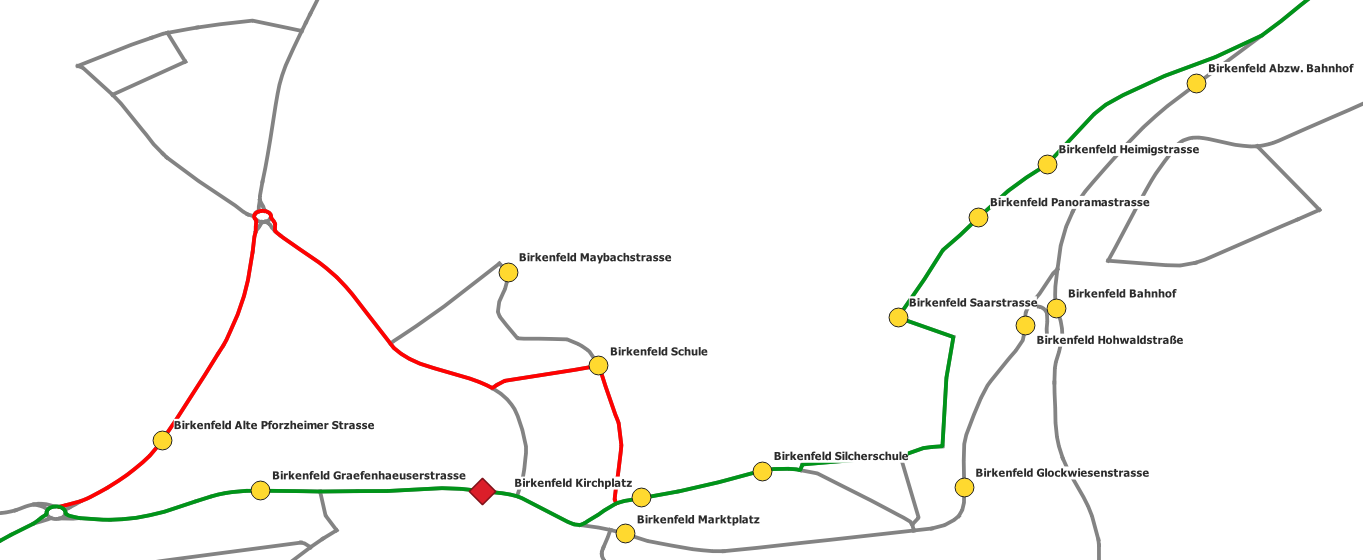 Birkenfeld Abzw. Bahnhof
Birkenfeld Heimigstrasse
Birkenfeld Panoramastrasse
Birkenfeld Maybachstrasse
Birkenfeld Bahnhof
Birkenfeld Saarstrasse
Birkenfeld Hohwaldstraße
Birkenfeld Schule
Birkenfeld Alte Pforzheimer Strasse
Birkenfeld Silcherschule
Birkenfeld Graefenhaeuserstrasse
Birkenfeld Glockwiesenstrasse
Birkenfeld Kirchplatz
Birkenfeld Marktplatz